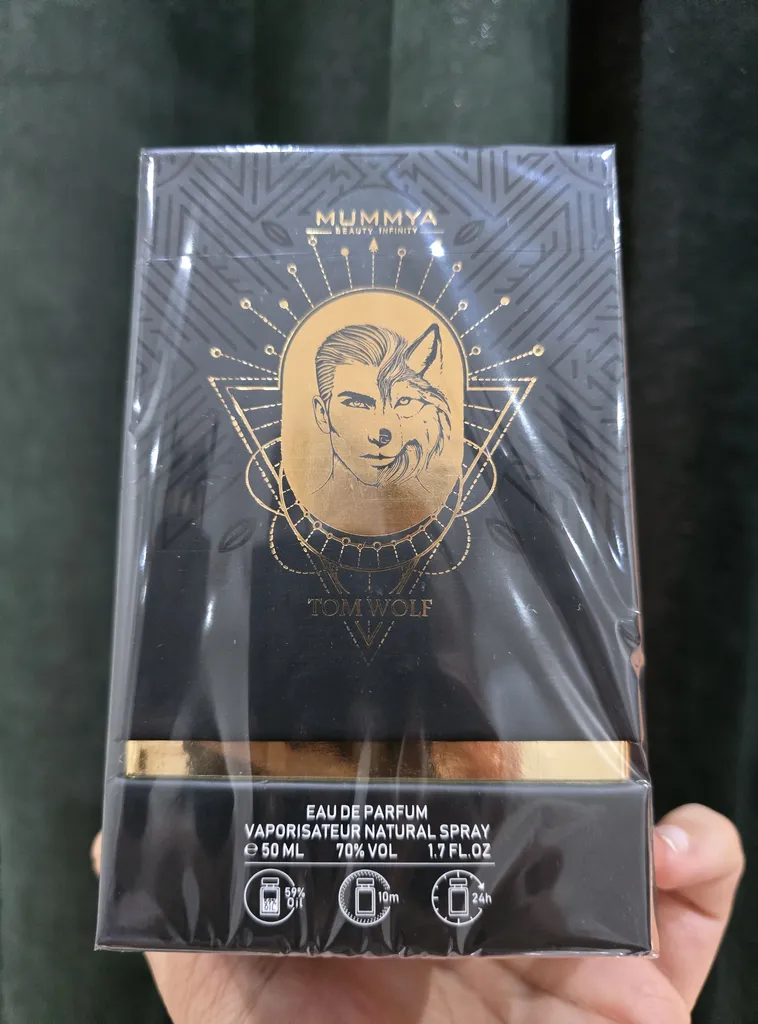 MUMMYA
BEAUTY INFINITY
TOM WOLF
EAU DE PARFUM
VAPORISATEUR NATURAL SPRAY
℮ 50 ML 70% VOL 1.7 FL.OZ
59% Oil
10m
24h